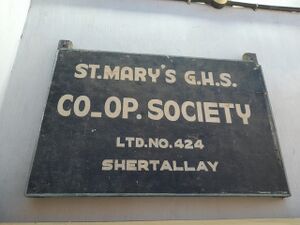 ST. MARY'S G.H.S.
CO_OP. SOCIETY
LTD. NO. 424
SHERTALLAY